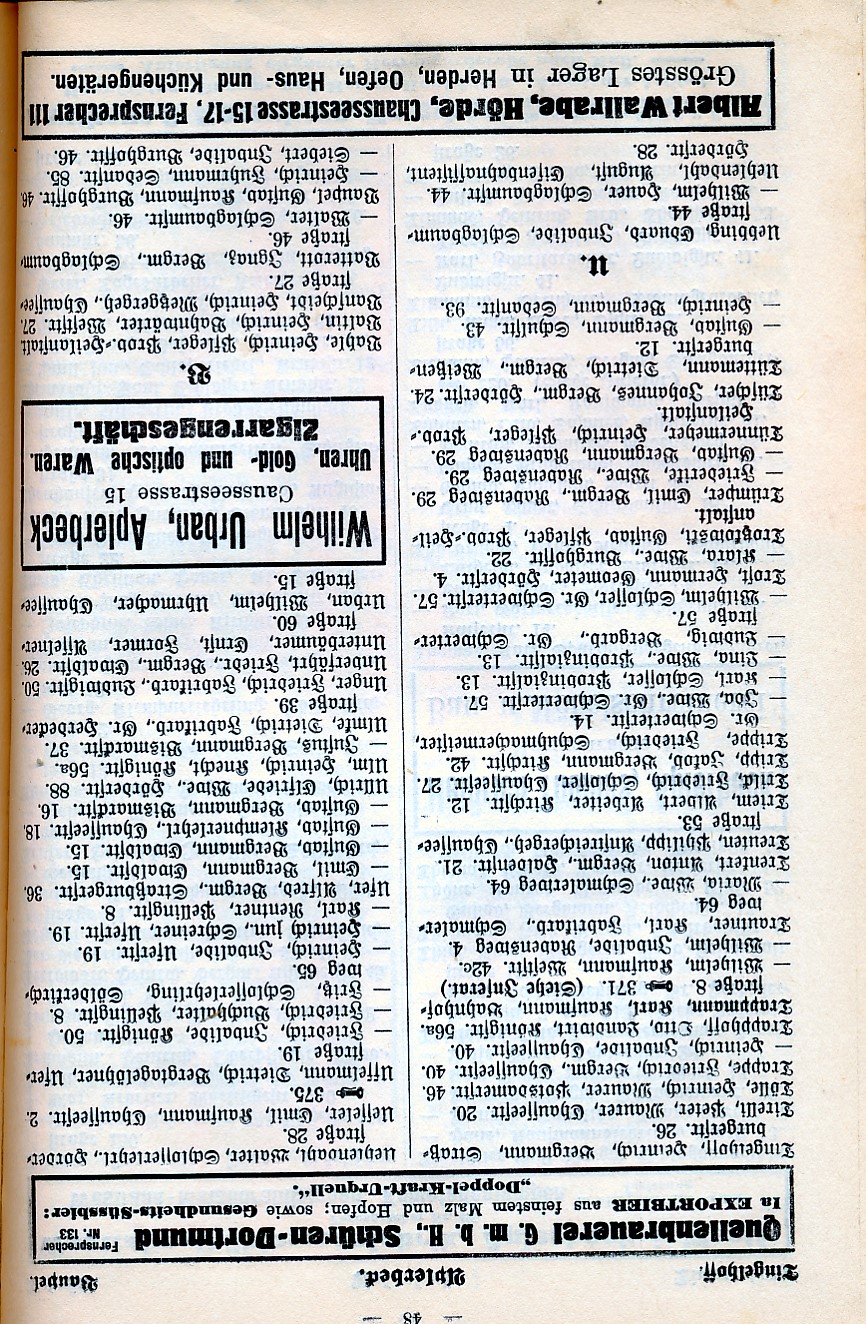 — 48 —
Tingelhoff. Aplerbeck. Vaupel.
Quellenbrauerei G. m. b. H., Schüren-Dortmund Fernsprecher Nr. 133
Ia EXPORTBIER aus feinstem Malz und Hopfen; sowie Gesundheits-Süssbier:
„Doppel-Kraft-Urquell“.
Tingelhoff, Heinrich, Bergmann, Straß-
burgerstr. 26.
Tirelli, Peter, Maurer, Chausseestr. 20.
Tölle, Heinrich, Maurer, Potsdamerstr. 46.
Trappe, Friedrich, Bergm., Chausseestr. 40.
— Heinrich, Invalide, Chausseestr. 40.
Trapphoff, Otto, Landwirt, Königstr. 56a.
Trappmann, Karl, Kaufmann, Bahnhof-
straße 8. 371. (Siehe Inserat.)
— Wilhelm, Kaufmann, Weststr. 42c.
— Wilhelm, Invalide, Rabensweg 4.
Trautner, Karl, Fabrikarb., Schmaler-
weg 64.
— Maria, Wwe., Schmalerweg 64.
Trentert, Anton, Bergm., Haldenstr. 21.
Treuten, Philipp, Anstreichergeh., Chaussee-
straße 53.
Triem, Albert, Arbeiter, Kirchstr. 12.
Trild, Friedrich, Schlosser, Chausseestr. 27.
Tripp, Jakob, Bergmann, Kirchstr. 42.
Trippe, Friedrich, Schuhmachermeister,
Gr. Schwerterstr. 14.
— Ida, Wwe., Gr. Schwerterstr. 57.
— Karl, Schlosser, Provinzialstr. 13.
— Lina, Wwe., Provinzialstr. 13.
— Ludwig, Bergarb., Gr. Schwerter-
straße 57.
— Wilhelm, Schlosser, Gr. Schwerterstr. 57.
Trost, Hermann, Geometer, Hörderstr. 4.
— Klara, Wwe., Burghofstr. 22.
Trogtowski, Gustav, Pfleger, Prov.-Heil-
anstalt.
Trümper, Emil, Bergm., Rabensweg 29.
— Friederike, Wwe., Rabensweg 29.
— Gustav, Bergmann, Rabensweg 29.
Tünnermeyer, Heinrich, Pfleger, Prov.-
Heilanstalt.
Tüscher, Johannes, Bergm., Hörderstr. 24.
Tüttemann, Dietrich, Bergm., Weißen-
burgerstr. 12.
— Gustav, Bergmann, Schulstr. 43.
— Heinrich, Bergmann, Sedanstr. 93.
U.
Uebbing, Eduard, Invalide, Schlagbaum-
straße 44.
— Wilhelm, Hauer, Schlagbaumstr. 44.
Uehlendahl, August, Eisenbahnassistent,
Hörderstr. 28.
Uehlendahl, Walter, Schlosserlehrl., Hörder-
straße 28.
Uesseler, Emil, Kaufmann, Chausseestr. 2.
375.
Uffelmann, Dietrich, Bergtagelöhner, Ufer-
straße 19.
— Friedrich, Invalide, Königstr. 50.
— Friedrich, Buchhalter, Pellingstr. 8.
— Fritz, Schlosserlehrling, Cöldertich-
weg 65.
— Heinrich, Invalide, Uferstr. 19.
— Heinrich jun., Schreiner, Uferstr. 19.
— Karl, Rentner, Pellingstr. 8.
Ufer, Alfred, Bergm., Straßburgerstr. 36.
— Emil, Bergmann, Ewaldstr. 15.
— Gustav, Bergmann, Ewaldstr. 15.
— Gustav, Klempnerlehrl., Chausseestr. 18.
— Gustav, Bergmann, Bismarckstr. 16.
Ullrich, Elfriede, Wwe., Hörderstr. 88.
Ulm, Heinrich, Knecht, Königstr. 56a.
— Justus, Bergmann, Bismarckstr. 37.
Ulmke, Dietrich, Fabrikarb., Gr. Herdecker-
straße 39.
Unger, Friedrich, Fabrikarb., Ludwigstr. 50.
Unberfährt, Friedr., Bergm., Ewaldstr. 26.
Unterbäumer, Ernst, Former, Asselner-
straße 60.
Urban, Wilhelm, Uhrmacher, Chaussee-
straße 15.
Wilhelm Urban, Aplerbeck
Causseestrasse 15
Uhren, Gold- und optische Waren.
Zigarrengeschäft.
V.
Vahle, Heinrich, Pfleger, Prov.-Heilanstalt.
Valtin, Heinrich, Bahnwärter, Weststr. 27.
Vanscheidt, Heinrich, Metzgergeh., Chaussee-
straße 27.
Vatterott, Ignaz, Bergm., Schlagbaum-
straße 46.
— Walter, Schlagbaumstr. 46.
Vaupel, Gustav, Kaufmann, Burghofstr. 46.
— Heinrich, Fuhrmann, Sedanstr. 85.
— Siebert, Invalide, Burghofstr. 46.
Albert Wallrabe, Hörde, Chausseestrasse 15-17, Fernsprecher 111
Grösstes Lager in Herden, Oefen, Haus- und Küchengeräten.